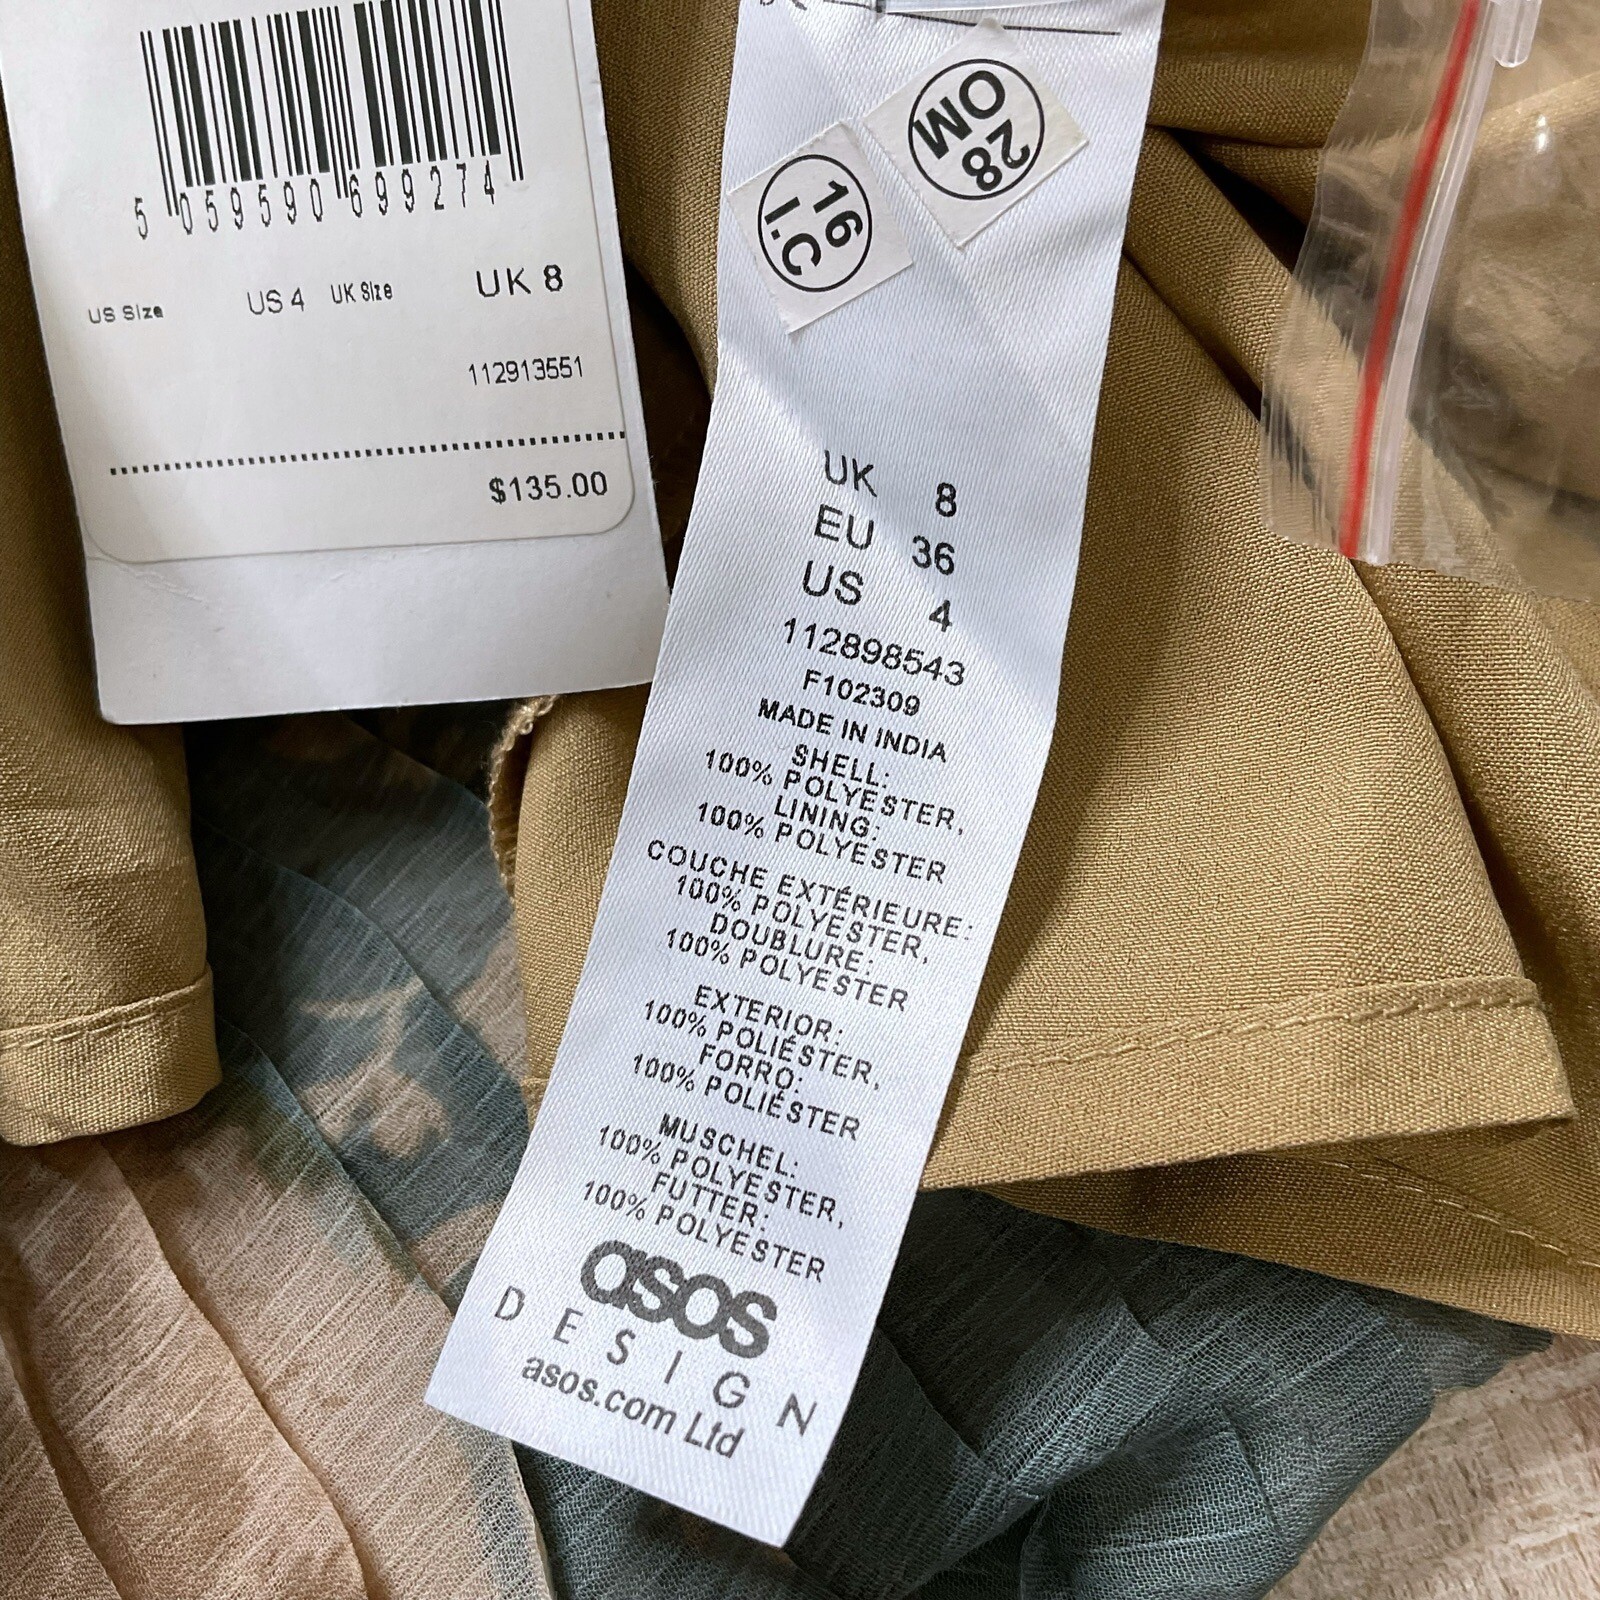 5 059590 699274
US Size US 4 UK Size UK 8
112913551
$135.00
28
OM
16
I.C
UK 8
EU 36
US 4
112898543
F102309
MADE IN INDIA
SHELL:
100% POLYESTER,
LINING:
100% POLYESTER
COUCHE EXTÉRIEURE:
100% POLYESTER,
DOUBLURE:
100% POLYESTER
EXTERIOR:
100% POLIÉSTER,
FORRO:
100% POLIÉSTER
MUSCHEL:
100% POLYESTER,
FUTTER:
100% POLYESTER
asos
DESIGN
asos.com Ltd